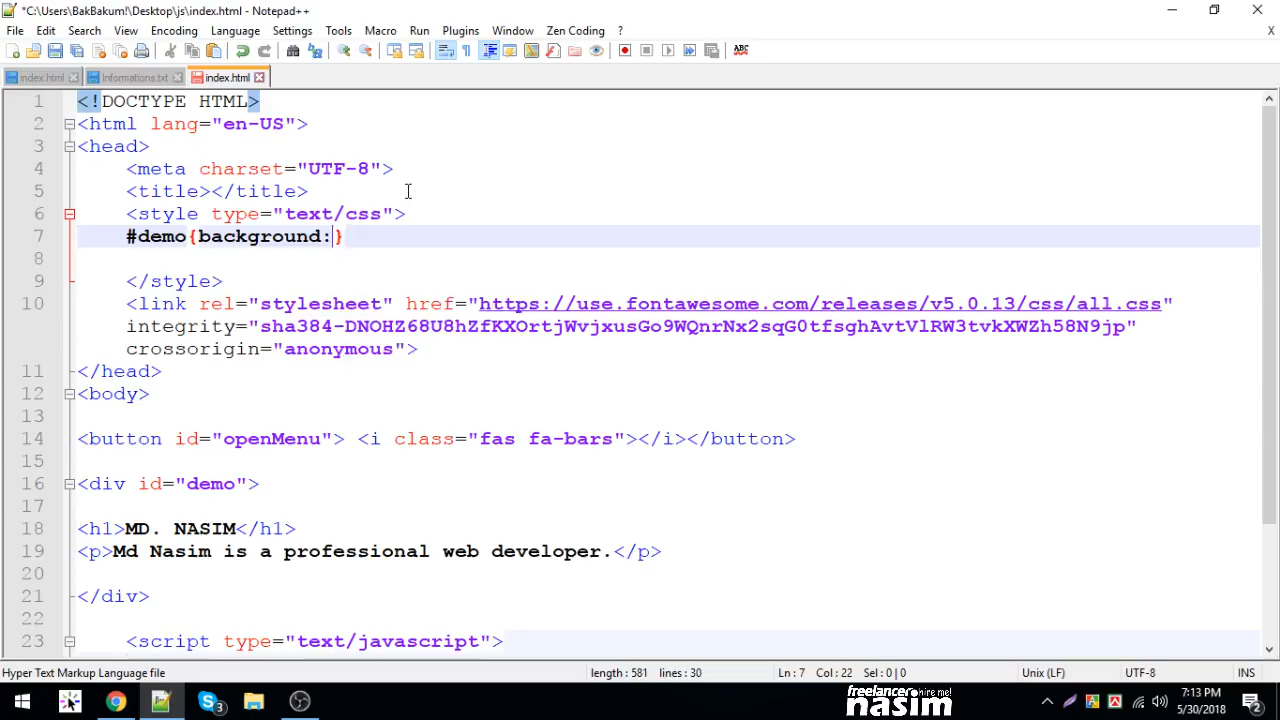 *C:\Users\BakBakum!\Desktop\js\index.html - Notepad++
File Edit Search View Encoding Language Settings Tools Macro Run Plugins Window Zen Coding ?
X
ABC
index.html Informations.txt index.html
1 <!DOCTYPE HTML>
2 <html lang="en-US">
3 <head>
4 <meta charset="UTF-8">
5 <title></title>
6 <style type="text/css">
7 #demo{background:}
8
9 </style>
10 <link rel="stylesheet" href="https://use.fontawesome.com/releases/v5.0.13/css/all.css"
integrity="sha384-DNOHZ68U8hZfKXOrtjWvjxusGo9WQnrNx2sqG0tfsghAvtVlRW3tvkXWZh58N9jp"
crossorigin="anonymous">
11 </head>
12 <body>
13
14 <button id="openMenu"> <i class="fas fa-bars"></i></button>
15
16 <div id="demo">
17
18 <h1>MD. NASIM</h1>
19 <p>Md Nasim is a professional web developer.</p>
20
21 </div>
22
23 <script type="text/javascript">
Hyper Text Markup Language file length : 581 lines : 30 Ln : 7 Col : 22 Sel : 0 | 0 Unix (LF) UTF-8 INS
3
freelancer hire me!
nasim
7:13 PM
5/30/2018
2